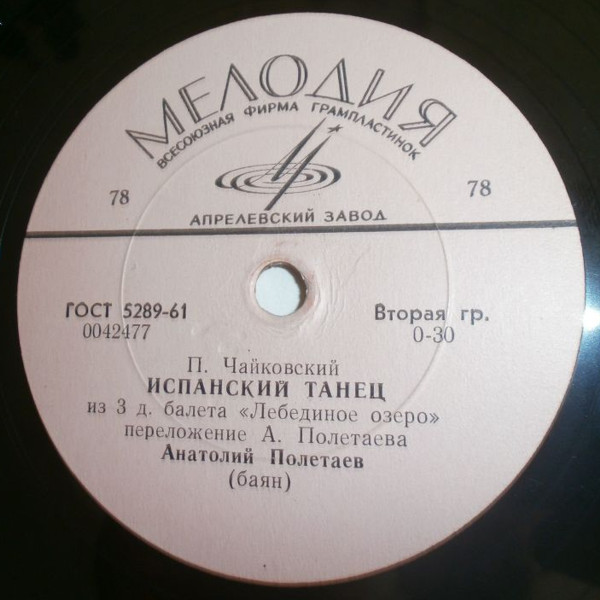 МЕЛОДИЯ
ВСЕСОЮЗНАЯ ФИРМА ГРАМПЛАСТИНОК
78
78
АПРЕЛЕВСКИЙ ЗАВОД
ГОСТ 5289-61
Вторая гр.
0042477
0-30
П. Чайковский
ИСПАНСКИЙ ТАНЕЦ
из 3 д. балета «Лебединое озеро»
переложение А. Полетаева
Анатолий Полетаев
(баян)